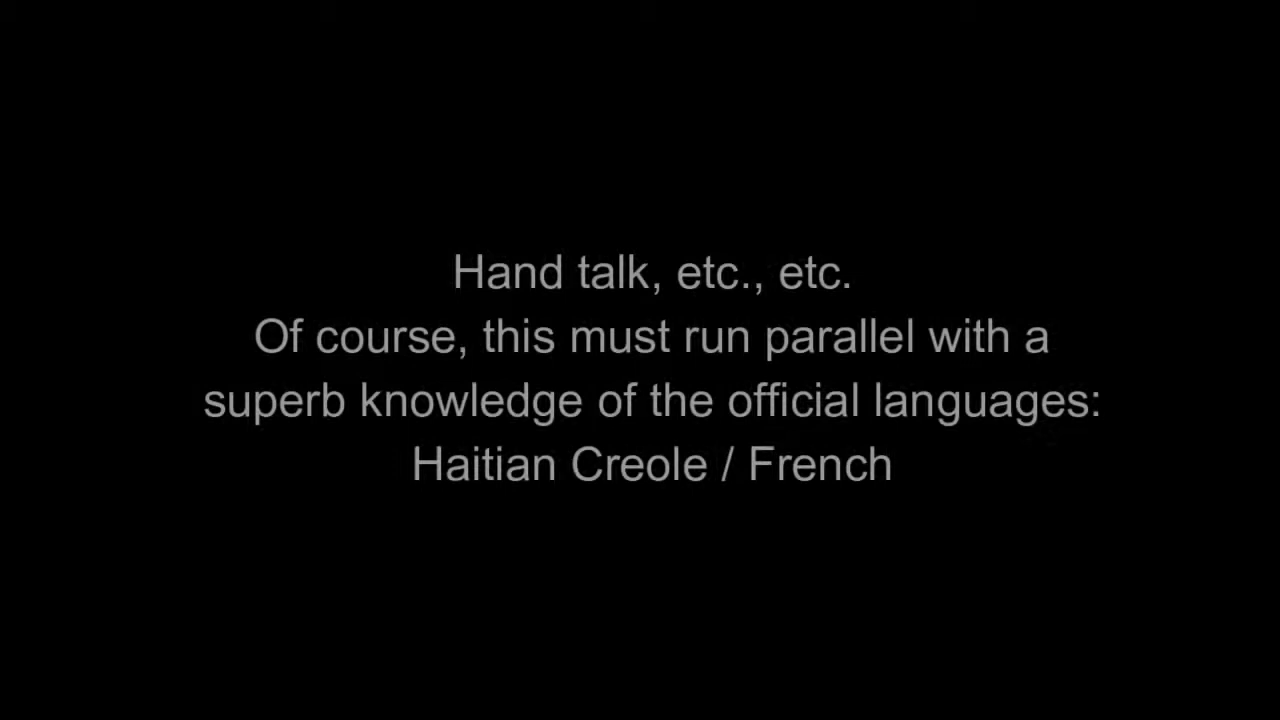 Hand talk, etc., etc.
Of course, this must run parallel with a
superb knowledge of the official languages:
Haitian Creole / French